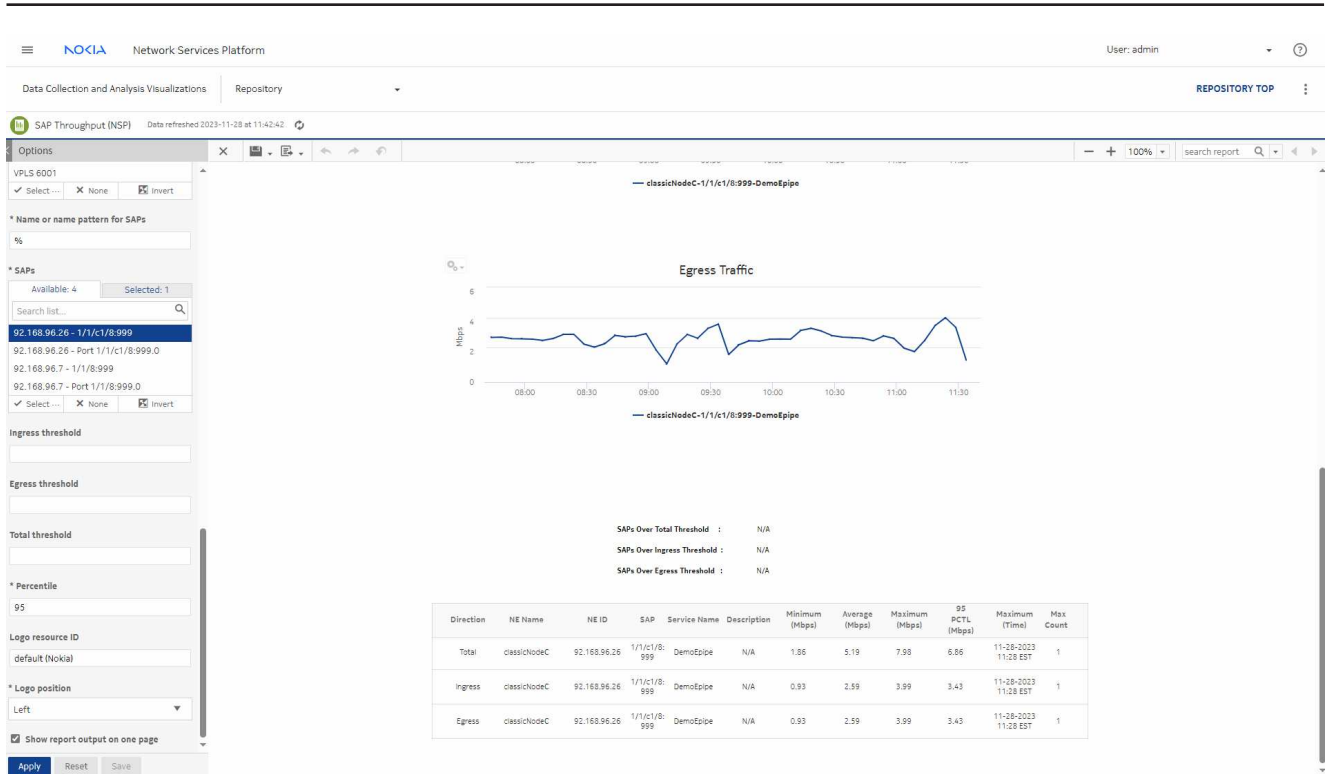 NOKIA Network Services Platform User: admin
Data Collection and Analysis Visualizations Repository REPOSITORY TOP
SAP Throughput (NSP) Data refreshed 2023-11-28 at 11:42:42
Options 100% search report
VPLS 6001
Select ... None Invert
* Name or name pattern for SAPs
%
* SAPs
Available: 4 Selected: 1
Search list...
92.168.96.26 - 1/1/c1/8:999
92.168.96.26 - Port 1/1/c1/8:999.0
92.168.96.7 - 1/1/8:999
92.168.96.7 - Port 1/1/8:999.0
Select ... None Invert
Ingress threshold
Egress threshold
Total threshold
* Percentile
95
Logo resource ID
default (Nokia)
* Logo position
Left
Show report output on one page
Apply Reset Save
classicNodeC-1/1/c1/8:999-DemoEpipe
Egress Traffic
Mbps
6
4
2
0
08:00 08:30 09:00 09:30 10:00 10:30 11:00 11:30
classicNodeC-1/1/c1/8:999-DemoEpipe
SAPs Over Total Threshold : N/A
SAPs Over Ingress Threshold : N/A
SAPs Over Egress Threshold : N/A
Direction NE Name NE ID SAP Service Name Description Minimum (Mbps) Average (Mbps) Maximum (Mbps) 95 PCTL (Mbps) Maximum (Time) Max Count
Total classicNodeC 92.168.96.26 1/1/c1/8:999 DemoEpipe N/A 1.86 5.19 7.98 6.86 11-28-2023 11:28 EST 1
Ingress classicNodeC 92.168.96.26 1/1/c1/8:999 DemoEpipe N/A 0.93 2.59 3.99 3.43 11-28-2023 11:28 EST 1
Egress classicNodeC 92.168.96.26 1/1/c1/8:999 DemoEpipe N/A 0.93 2.59 3.99 3.43 11-28-2023 11:28 EST 1